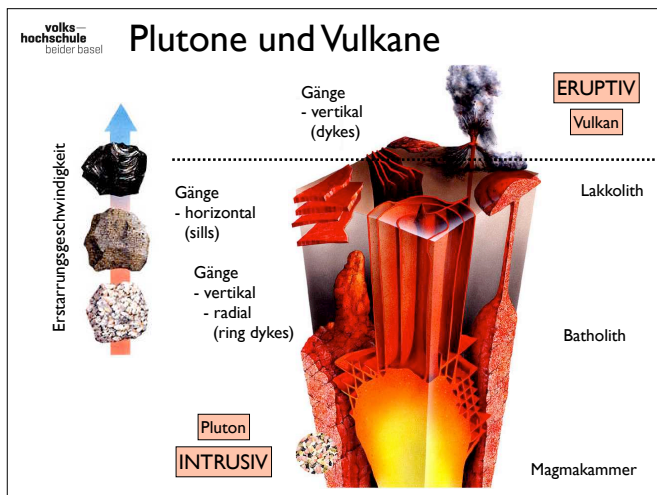 volks—
hochschule
beider basel
Plutone und Vulkane
ERUPTIV
Vulkan
Gänge
- vertikal
(dykes)
Erstarrungsgeschwindigkeit
Gänge
- horizontal
(sills)
Lakkolith
Gänge
- vertikal
- radial
(ring dykes)
Batholith
Pluton
INTRUSIV
Magmakammer